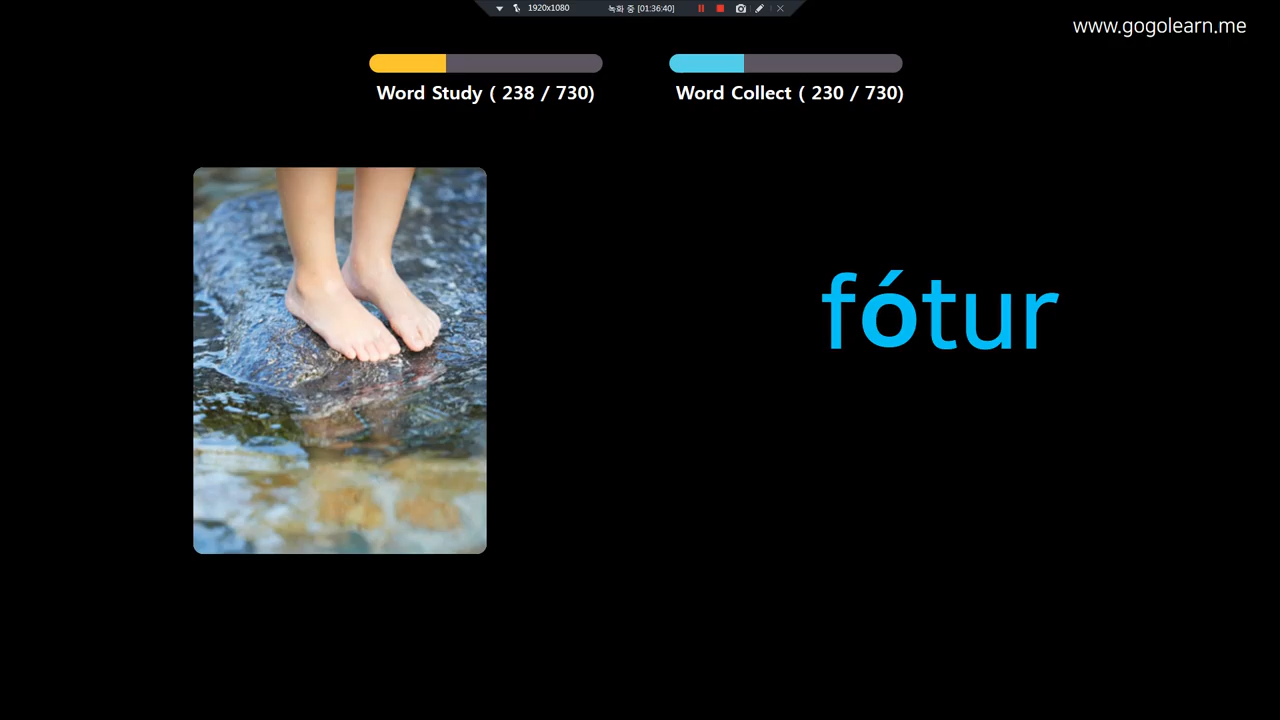 1920x1080 녹화 중 [01:36:40]
www.gogolearn.me
Word Study ( 238 / 730) Word Collect ( 230 / 730)
fótur